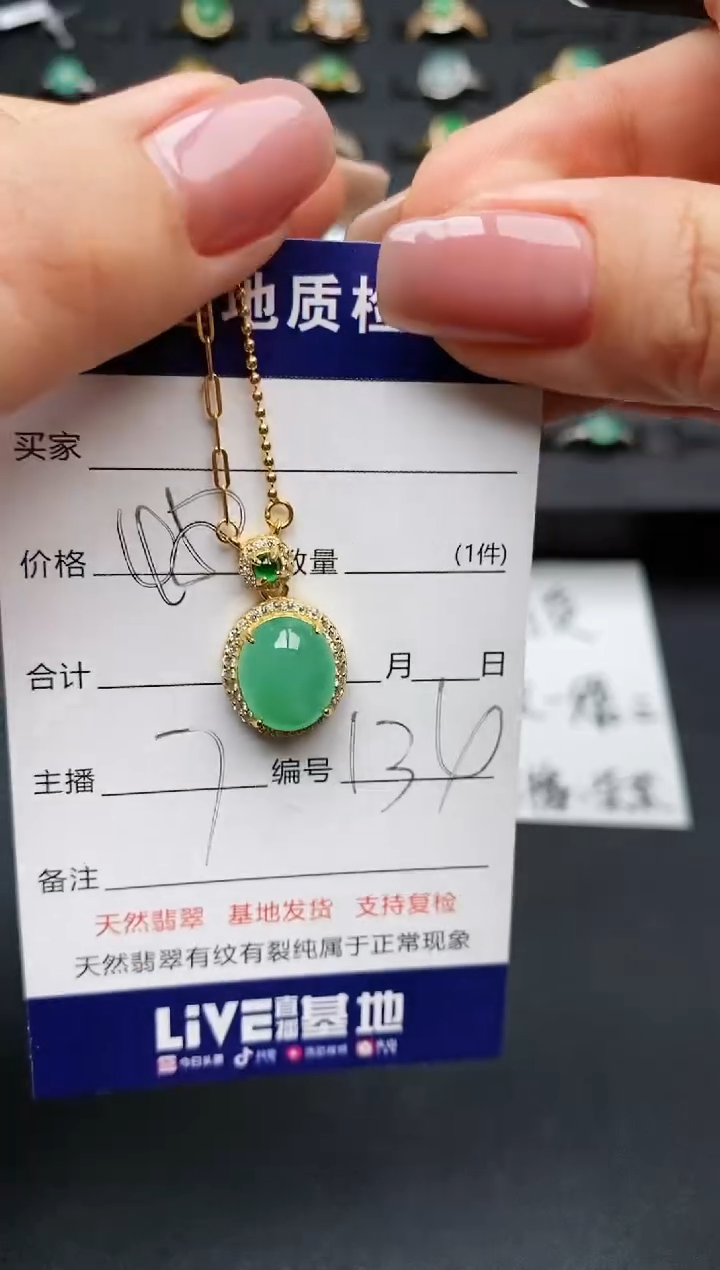 地质检
买家
价格 数量 (1件)
合计 月 日
主播 7 编号 136
备注
天然翡翠 基地发货 支持复检
天然翡翠有纹有裂纯属于正常现象
LiVE直播基地
今日头条